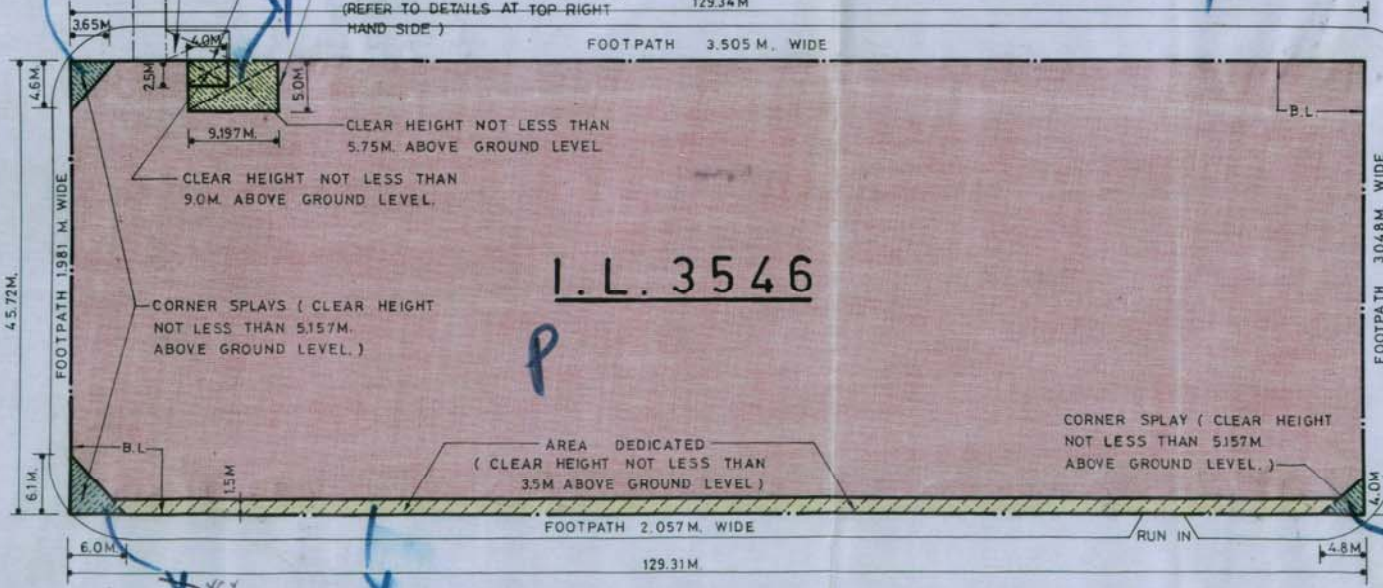 (REFER TO DETAILS AT TOP RIGHT
HAND SIDE )
129.34M
3.65M
4.0M
FOOTPATH 3.505 M. WIDE
4.6M
2.5M
5.0M
B.L.
9.197M.
CLEAR HEIGHT NOT LESS THAN
5.75M. ABOVE GROUND LEVEL
CLEAR HEIGHT NOT LESS THAN
9.0M. ABOVE GROUND LEVEL.
FOOTPATH 1.981 M. WIDE
45.72M.
FOOTPATH 3.048M WIDE
I. L. 3546
CORNER SPLAYS ( CLEAR HEIGHT
NOT LESS THAN 5.157M.
ABOVE GROUND LEVEL. )
P
CORNER SPLAY ( CLEAR HEIGHT
NOT LESS THAN 5.157M.
ABOVE GROUND LEVEL. )
B.L
AREA DEDICATED
( CLEAR HEIGHT NOT LESS THAN
3.5M ABOVE GROUND LEVEL )
6.1M.
1.5M
4.0M
FOOTPATH 2.057M. WIDE
RUN IN
6.0M.
4.8M.
129.31M.